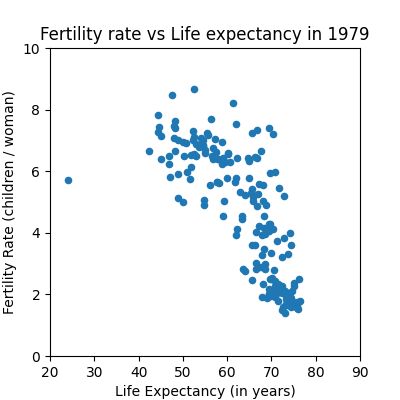 Fertility rate vs Life expectancy in 1979
10
8
6
4
2
0
Fertility Rate (children / woman)
20 30 40 50 60 70 80 90
Life Expectancy (in years)